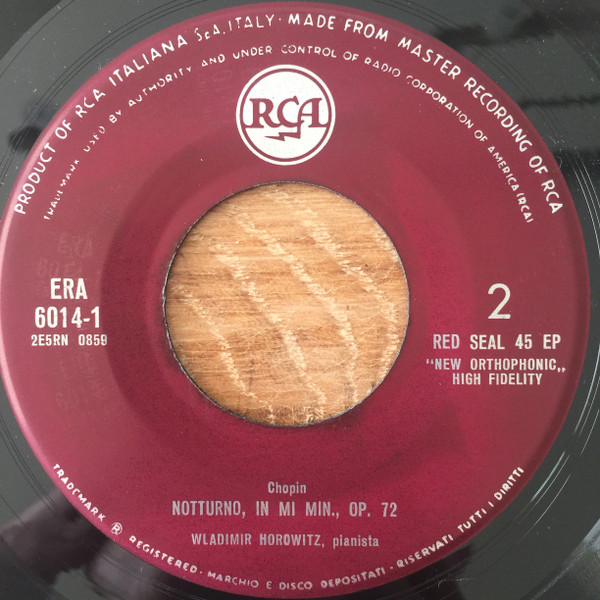 PRODUCT OF RCA ITALIANA S.p.A. ITALY · MADE FROM MASTER RECORDING OF RCA
TRADEMARK USED BY AUTHORITY AND UNDER CONTROL OF RADIO CORPORATION OF AMERICA (RCA)
RCA
ERA
6014-1
2E5RN 0859
2
RED SEAL 45 EP
"NEW ORTHOPHONIC,,
HIGH FIDELITY
Chopin
NOTTURNO, IN MI MIN., OP. 72
WLADIMIR HOROWITZ, pianista
TRADEMARK ® REGISTERED · MARCHIO E DISCO DEPOSITATI · RISERVATI TUTTI I DIRITTI